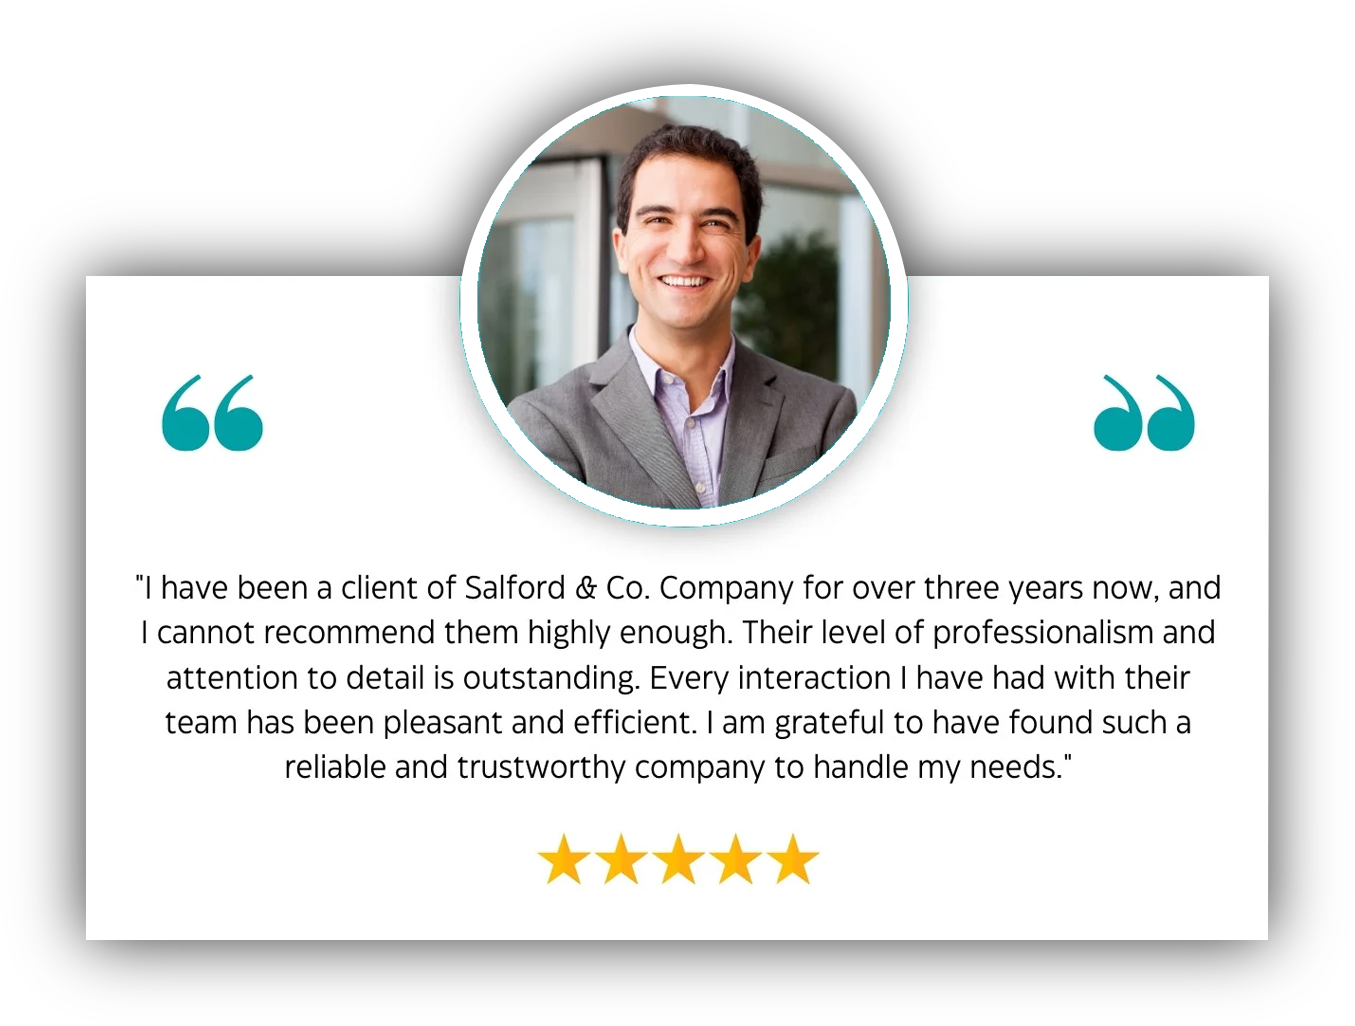 "I have been a client of Salford & Co. Company for over three years now, and
I cannot recommend them highly enough. Their level of professionalism and
attention to detail is outstanding. Every interaction I have had with their
team has been pleasant and efficient. I am grateful to have found such a
reliable and trustworthy company to handle my needs."